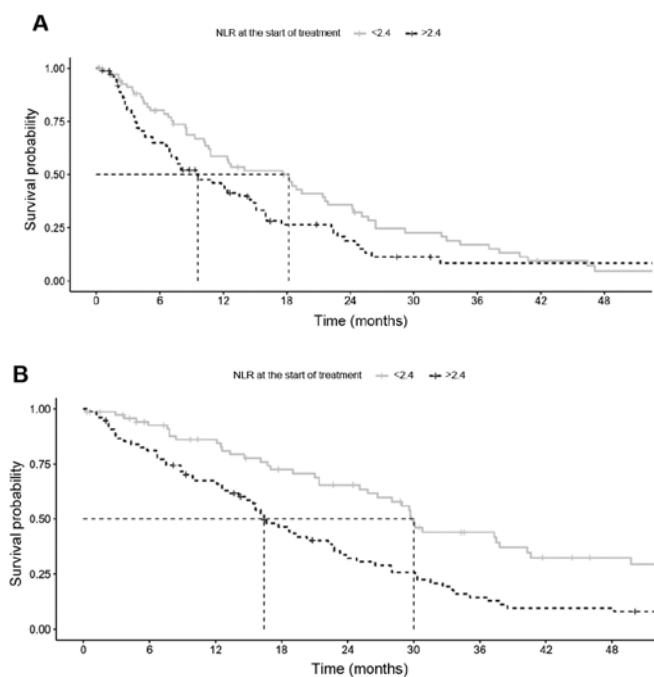 A
NLR at the start of treatment <2.4 >2.4
1.00
0.75
0.50
0.25
0.00
Survival probability
0 6 12 18 24 30 36 42 48
Time (months)
B
NLR at the start of treatment <2.4 >2.4
1.00
0.75
0.50
0.25
0.00
Survival probability
0 6 12 18 24 30 36 42 48
Time (months)